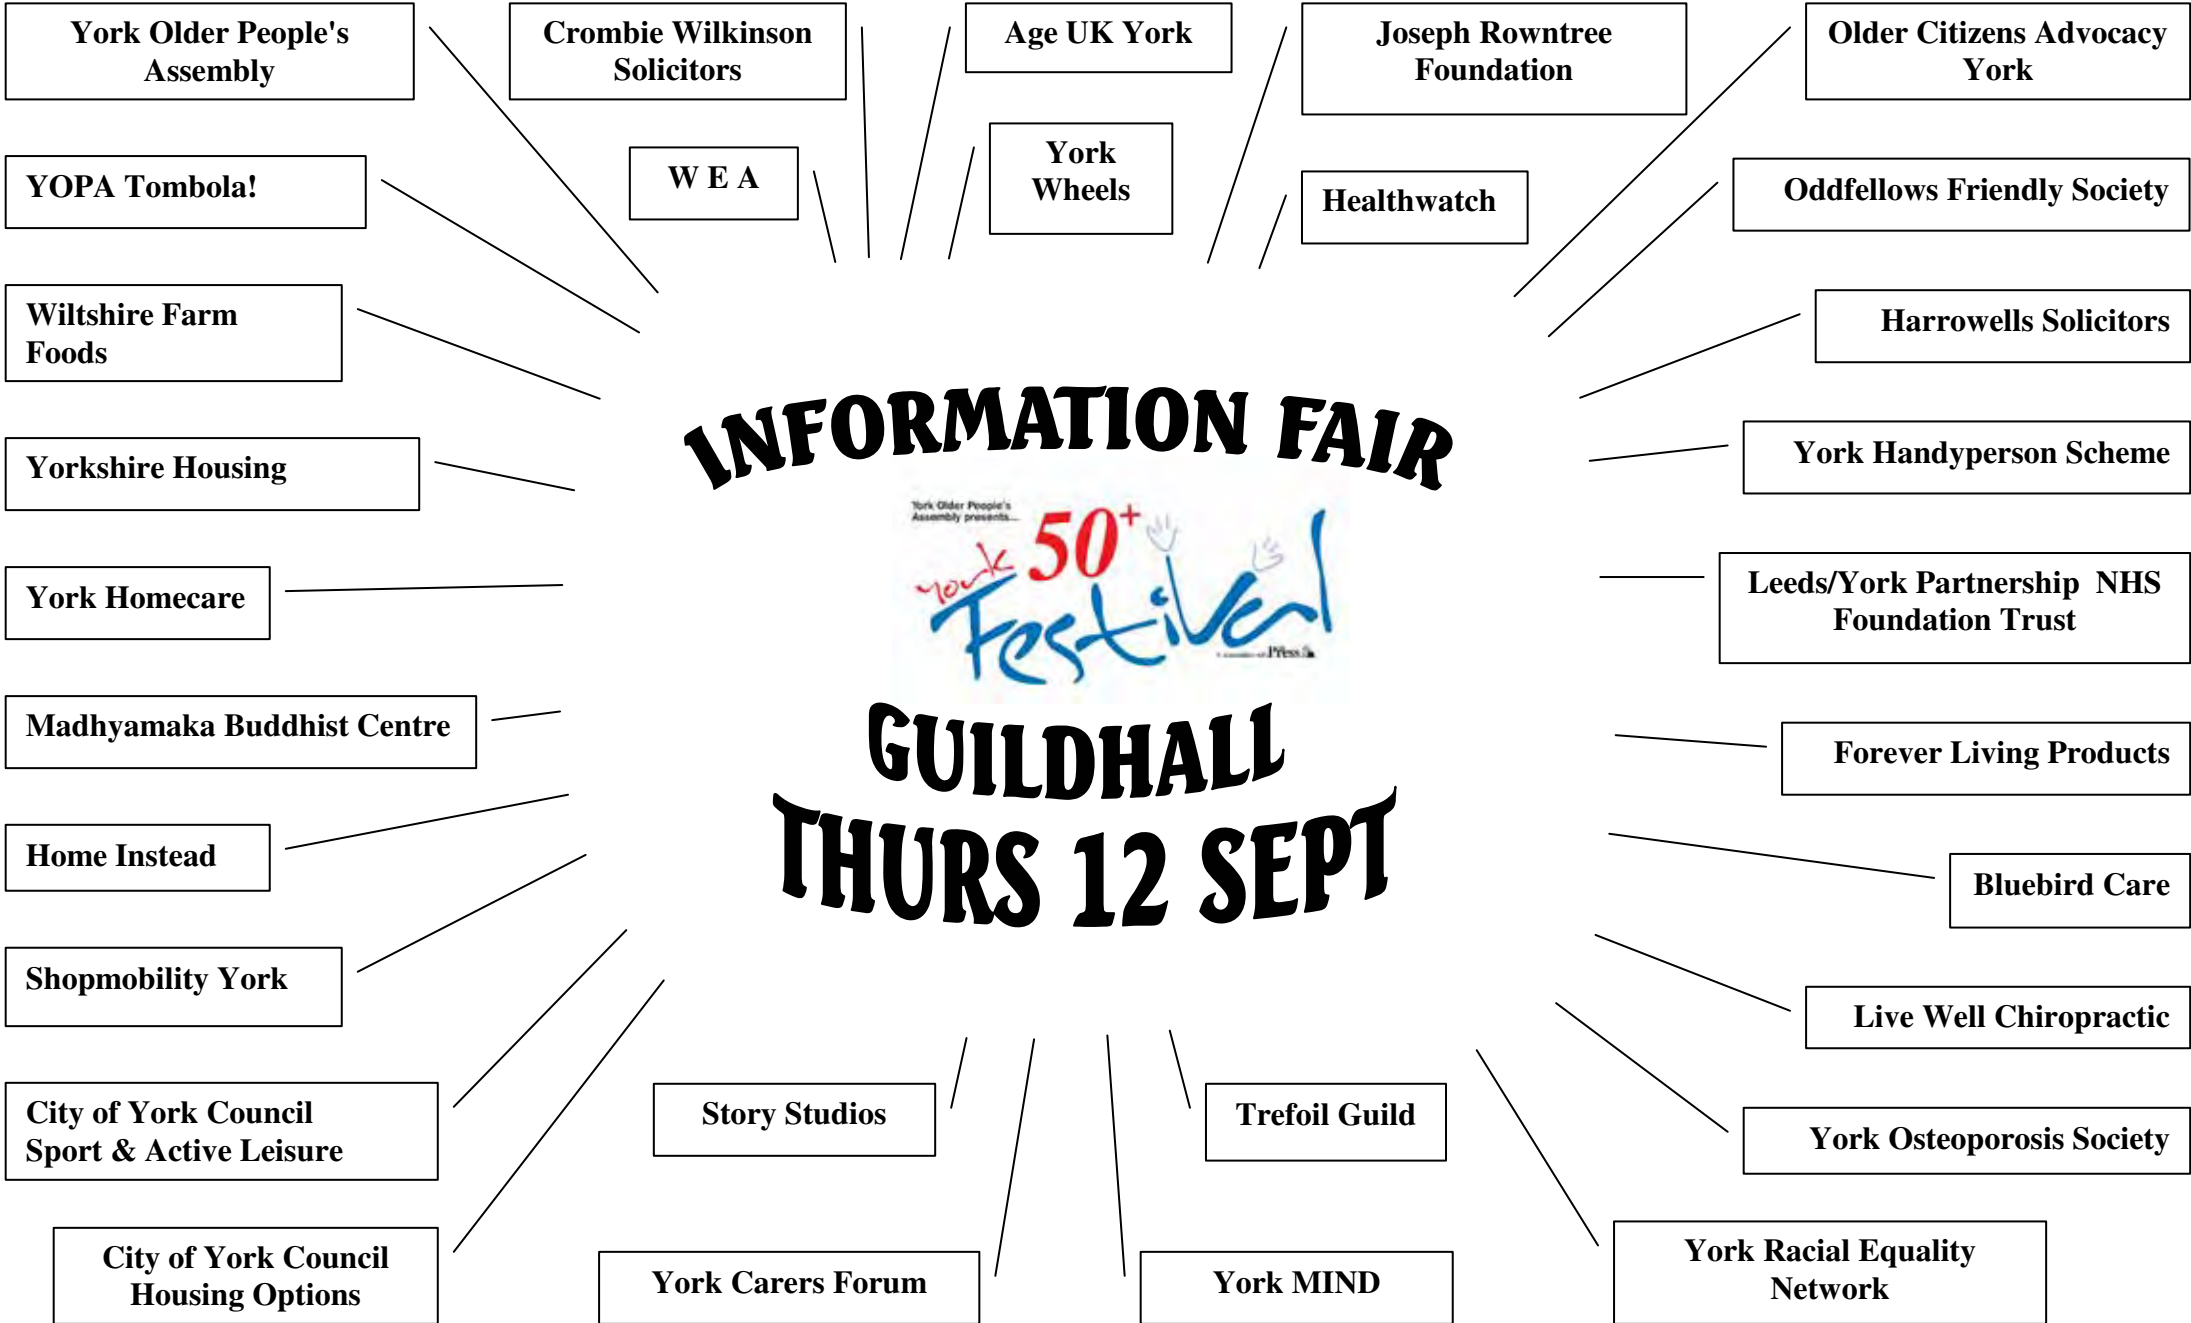 York Older People's
Assembly
Crombie Wilkinson
Solicitors
Age UK York
Joseph Rowntree
Foundation
Older Citizens Advocacy
York
YOPA Tombola!
W E A
York
Wheels
Healthwatch
Oddfellows Friendly Society
Wiltshire Farm
Foods
Harrowells Solicitors
INFORMATION FAIR
Yorkshire Housing
York Handyperson Scheme
York Older People's
Assembly presents...
York 50+
Festival
Press
York Homecare
Leeds/York Partnership NHS
Foundation Trust
Madhyamaka Buddhist Centre
GUILDHALL
Forever Living Products
Home Instead
THURS 12 SEPT
Bluebird Care
Shopmobility York
Live Well Chiropractic
City of York Council
Sport & Active Leisure
Story Studios
Trefoil Guild
York Osteoporosis Society
City of York Council
Housing Options
York Carers Forum
York MIND
York Racial Equality
Network